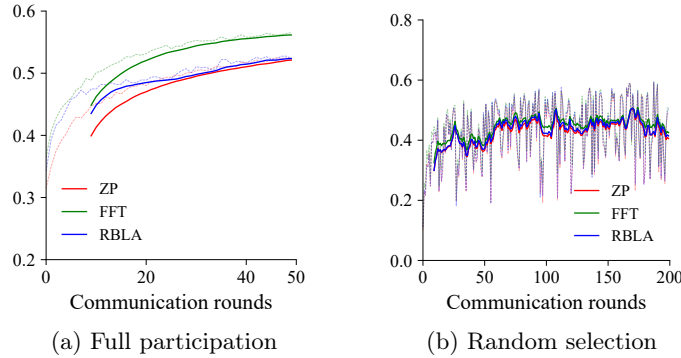 0.6
0.5
0.4
0.3
0.2
0
20
40
50
ZP
FFT
RBLA
Communication rounds
(a) Full participation
0.8
0.6
0.4
0.2
0.0
0
50
100
150
200
ZP
FFT
RBLA
Communication rounds
(b) Random selection